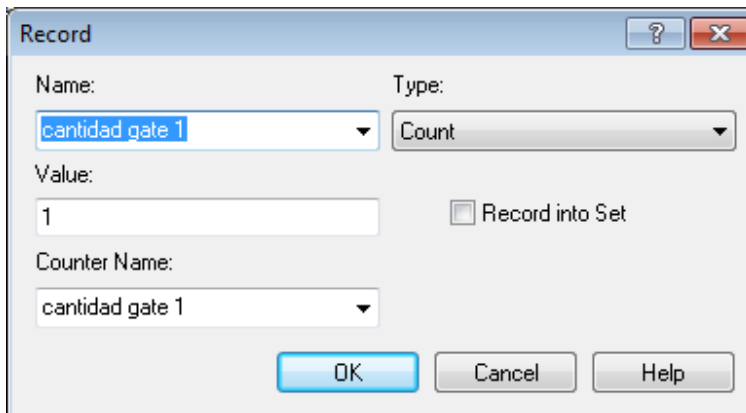 Record
Name: Type:
cantidad gate 1 Count
Value:
1 Record into Set
Counter Name:
cantidad gate 1
OK Cancel Help